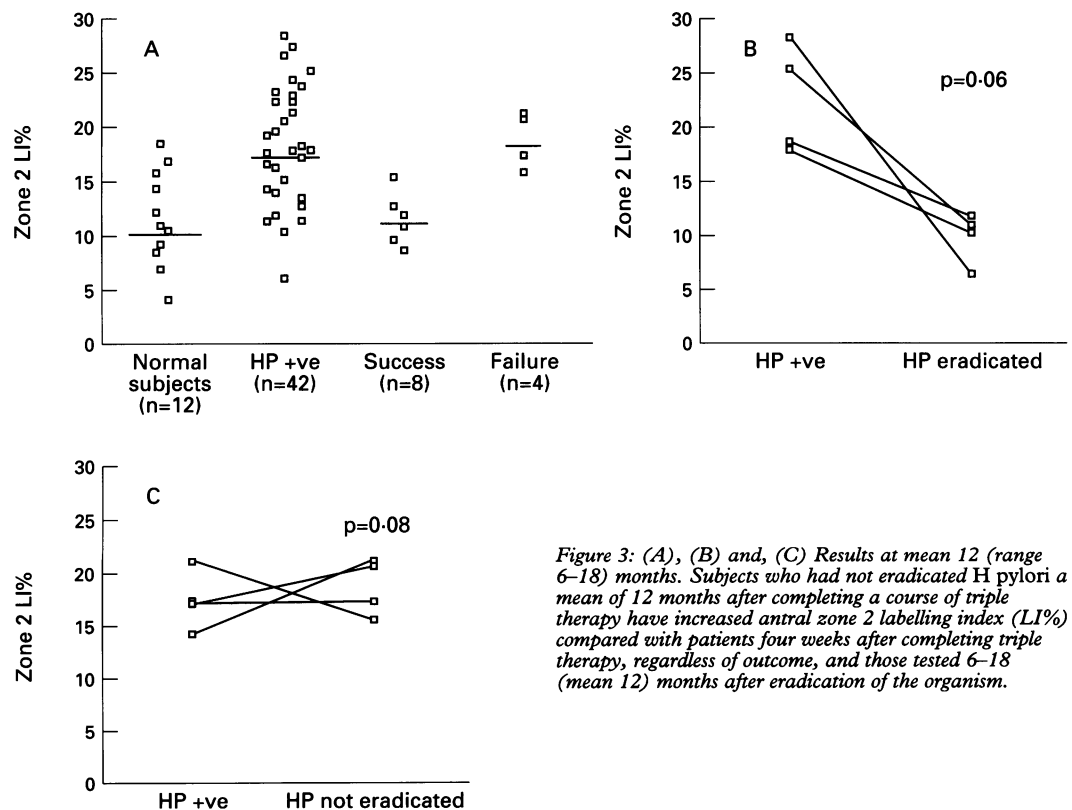 30
25
20
15
10
5
0
Zone 2 LI%
A
Normal
subjects
(n=12)
HP +ve
(n=42)
Success
(n=8)
Failure
(n=4)
30
25
20
15
10
5
0
Zone 2 LI%
B
p=0·06
HP +ve
HP eradicated
30
25
20
15
10
5
0
Zone 2 LI%
C
p=0·08
HP +ve
HP not eradicated
Figure 3: (A), (B) and, (C) Results at mean 12 (range
6–18) months. Subjects who had not eradicated H pylori a
mean of 12 months after completing a course of triple
therapy have increased antral zone 2 labelling index (LI%)
compared with patients four weeks after completing triple
therapy, regardless of outcome, and those tested 6–18
(mean 12) months after eradication of the organism.